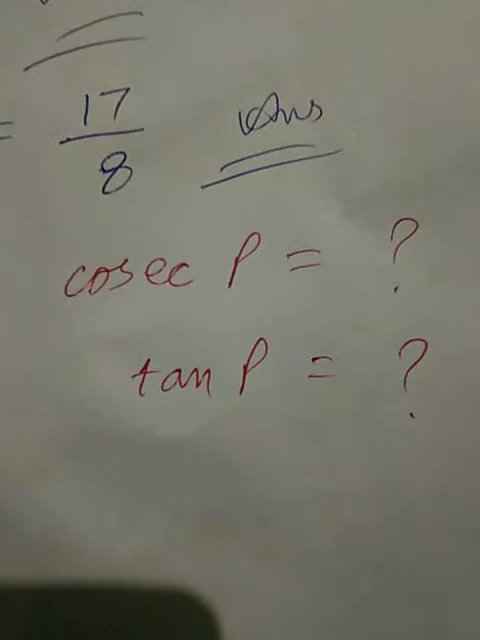 = 17/8 Ans
cosec P = ?
tan P = ?